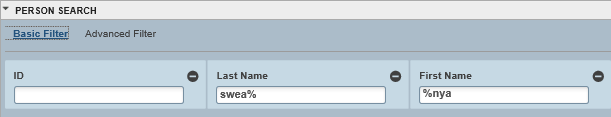 PERSON SEARCH
Basic Filter Advanced Filter
ID Last Name First Name
swea% %nya